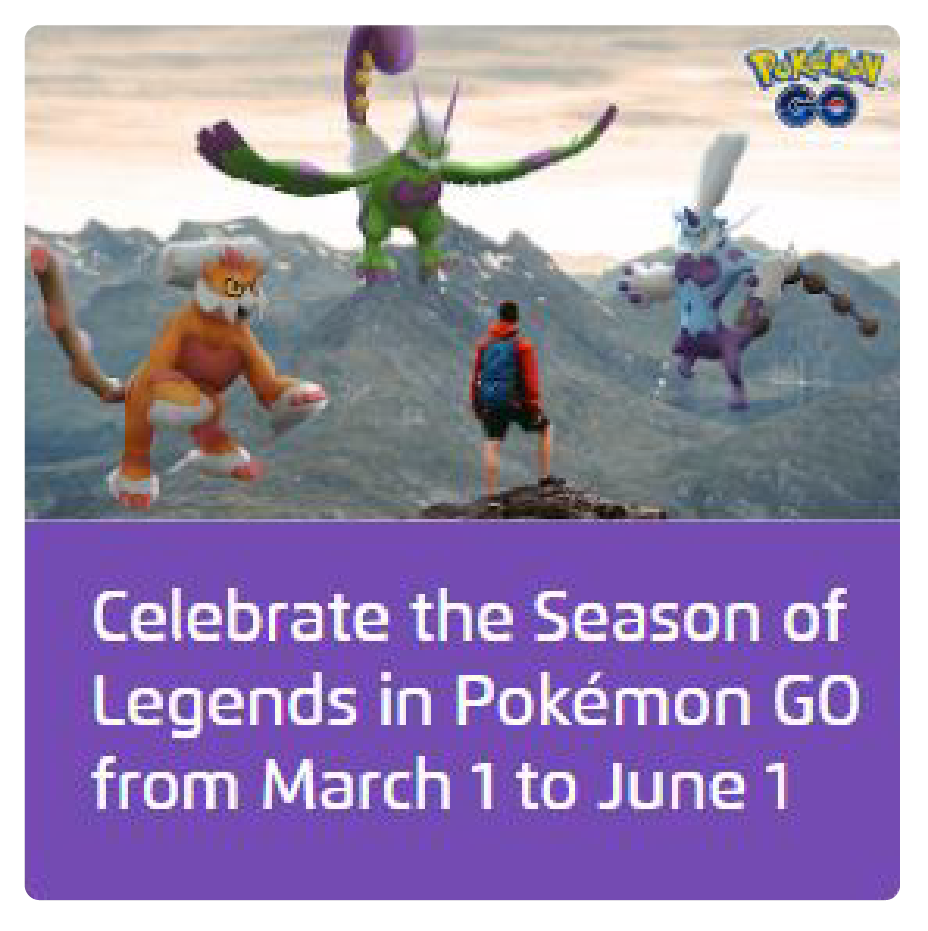 POKÉMON
GO
Celebrate the Season of
Legends in Pokémon GO
from March 1 to June 1